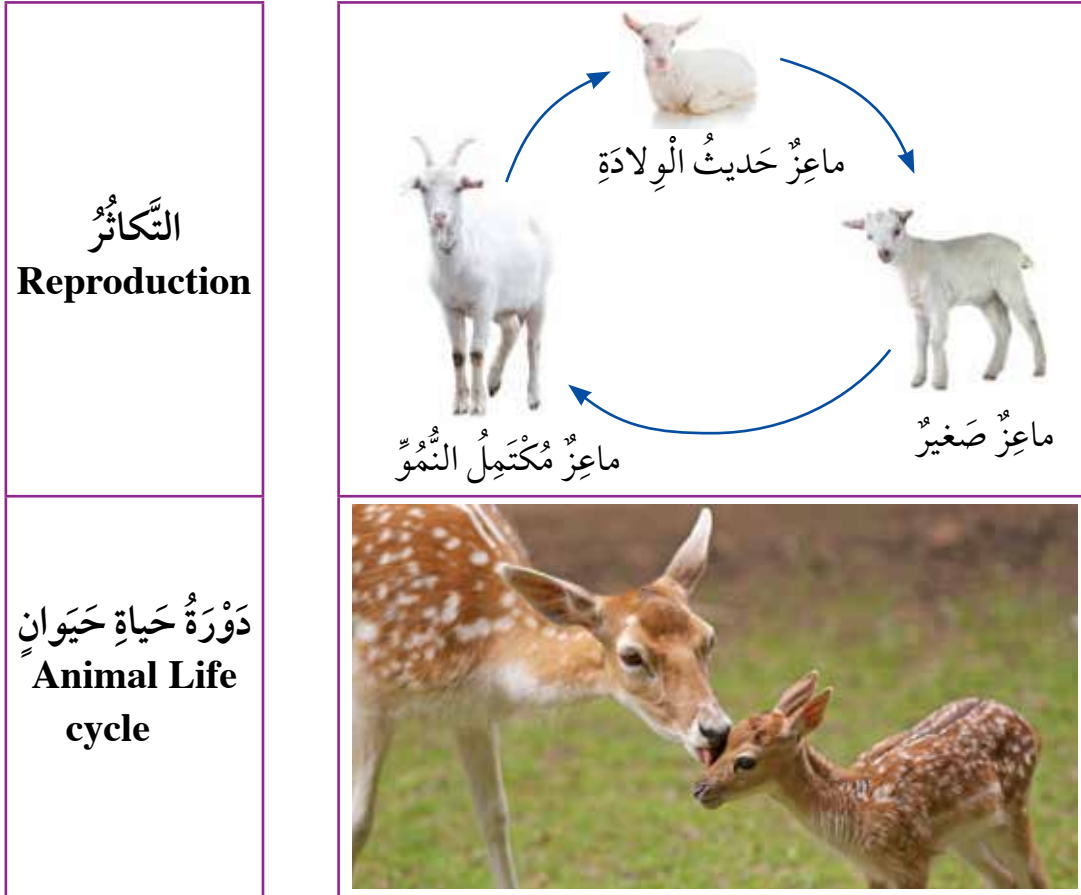 التَّكاثُرُ
Reproduction
ماعِزٌ حَديثُ الْوِلادَةِ
ماعِزٌ صَغيرٌ
ماعِزٌ مُكْتَمِلُ النُّمُوِّ
دَوْرَةُ حَياةِ حَيَوانٍ
Animal Life
cycle